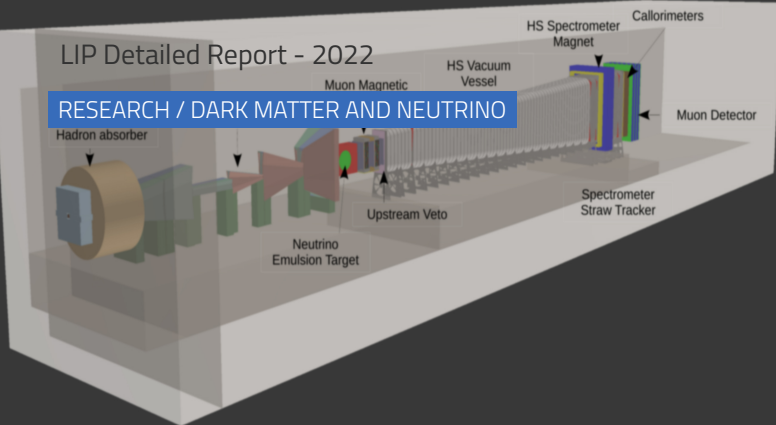 LIP Detailed Report - 2022
RESEARCH / DARK MATTER AND NEUTRINO
Hadron absorber
Muon Magnetic
HS Vacuum
Vessel
HS Spectrometer
Magnet
Callorimeters
Muon Detector
Spectrometer
Straw Tracker
Upstream Veto
Neutrino
Emulsion Target